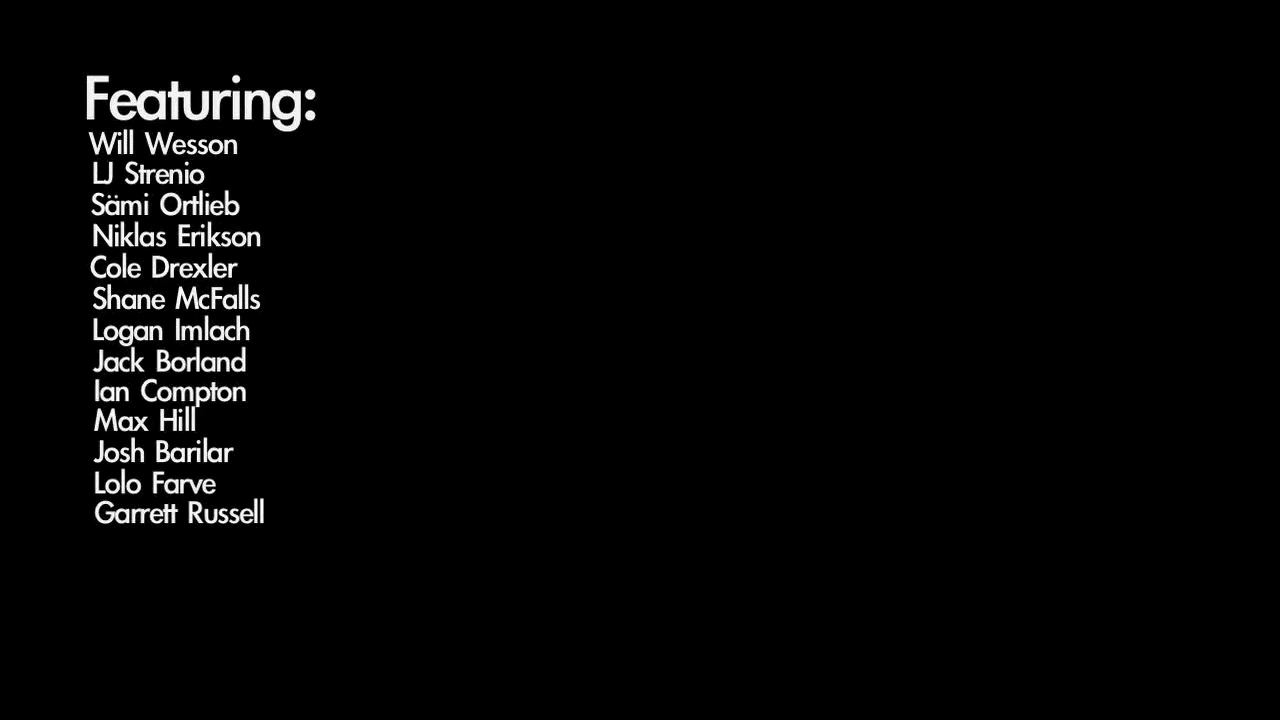 Featuring:
Will Wesson
LJ Strenio
Sämi Ortlieb
Niklas Erikson
Cole Drexler
Shane McFalls
Logan Imlach
Jack Borland
Ian Compton
Max Hill
Josh Barilar
Lolo Farve
Garrett Russell